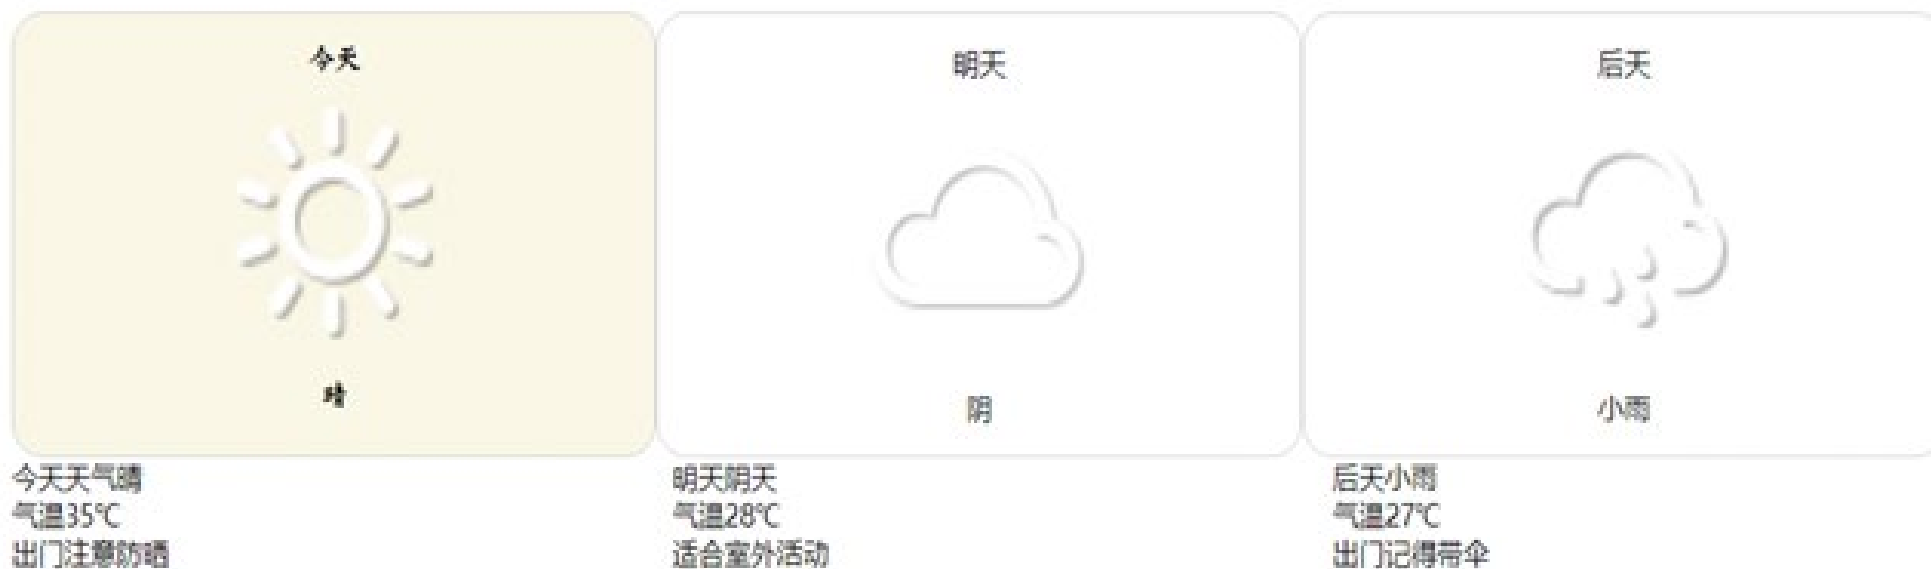 今天
晴
明天
阴
后天
小雨
今天天气晴
气温35℃
出门注意防晒
明天阴天
气温28℃
适合室外活动
后天小雨
气温27℃
出门记得带伞